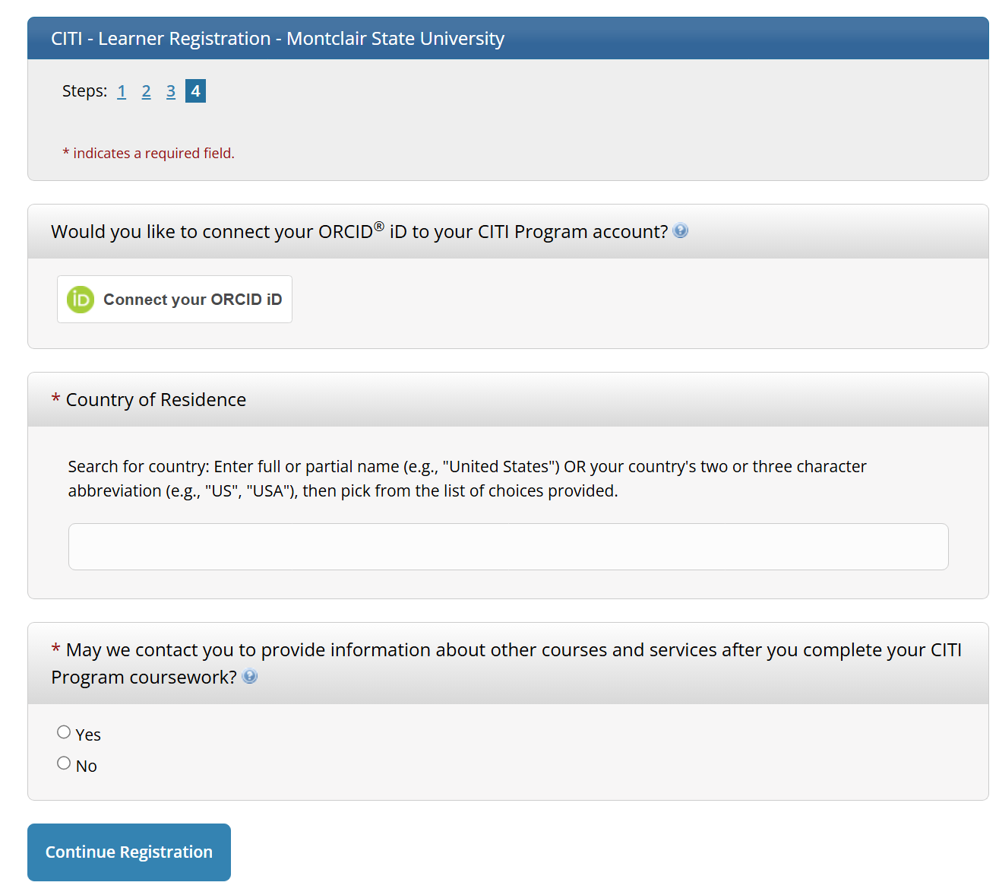 CITI - Learner Registration - Montclair State University
Steps: 1 2 3 4
* indicates a required field.
Would you like to connect your ORCID® iD to your CITI Program account? ?
iD Connect your ORCID iD
* Country of Residence
Search for country: Enter full or partial name (e.g., "United States") OR your country's two or three character
abbreviation (e.g., "US", "USA"), then pick from the list of choices provided.
* May we contact you to provide information about other courses and services after you complete your CITI
Program coursework? ?
Yes
No
Continue Registration